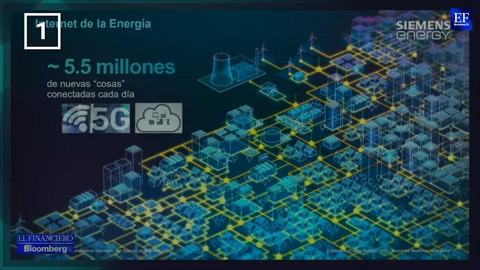 1
Internet de la Energía
SIEMENS
energy
EF
Bloomberg
~ 5.5 millones
de nuevas “cosas”
conectadas cada día
5G
EL FINANCIERO
Bloomberg